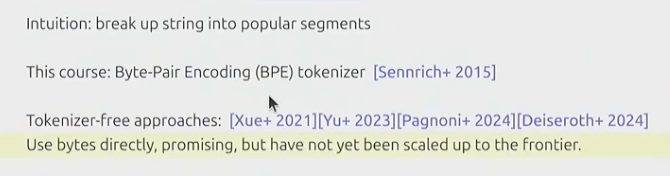 Intuition: break up string into popular segments
This course: Byte-Pair Encoding (BPE) tokenizer [Sennrich+ 2015]
Tokenizer-free approaches: [Xue+ 2021][Yu+ 2023][Pagnoni+ 2024][Deiseroth+ 2024]
Use bytes directly, promising, but have not yet been scaled up to the frontier.